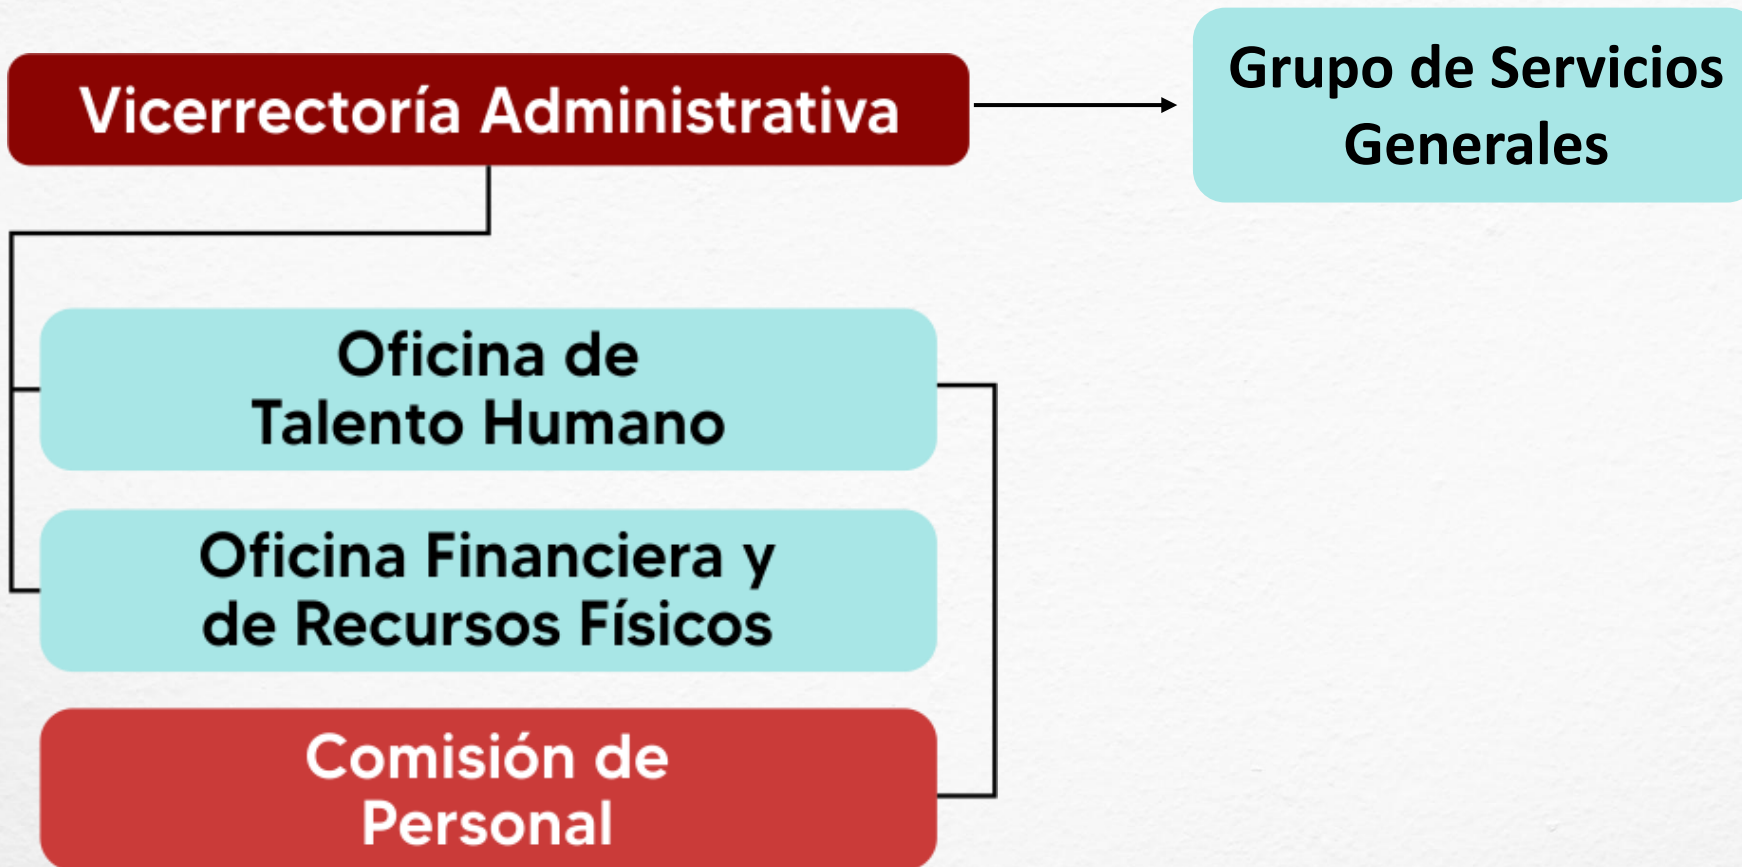 Vicerrectoría Administrativa
Grupo de Servicios
Generales
Oficina de
Talento Humano
Oficina Financiera y
de Recursos Físicos
Comisión de
Personal